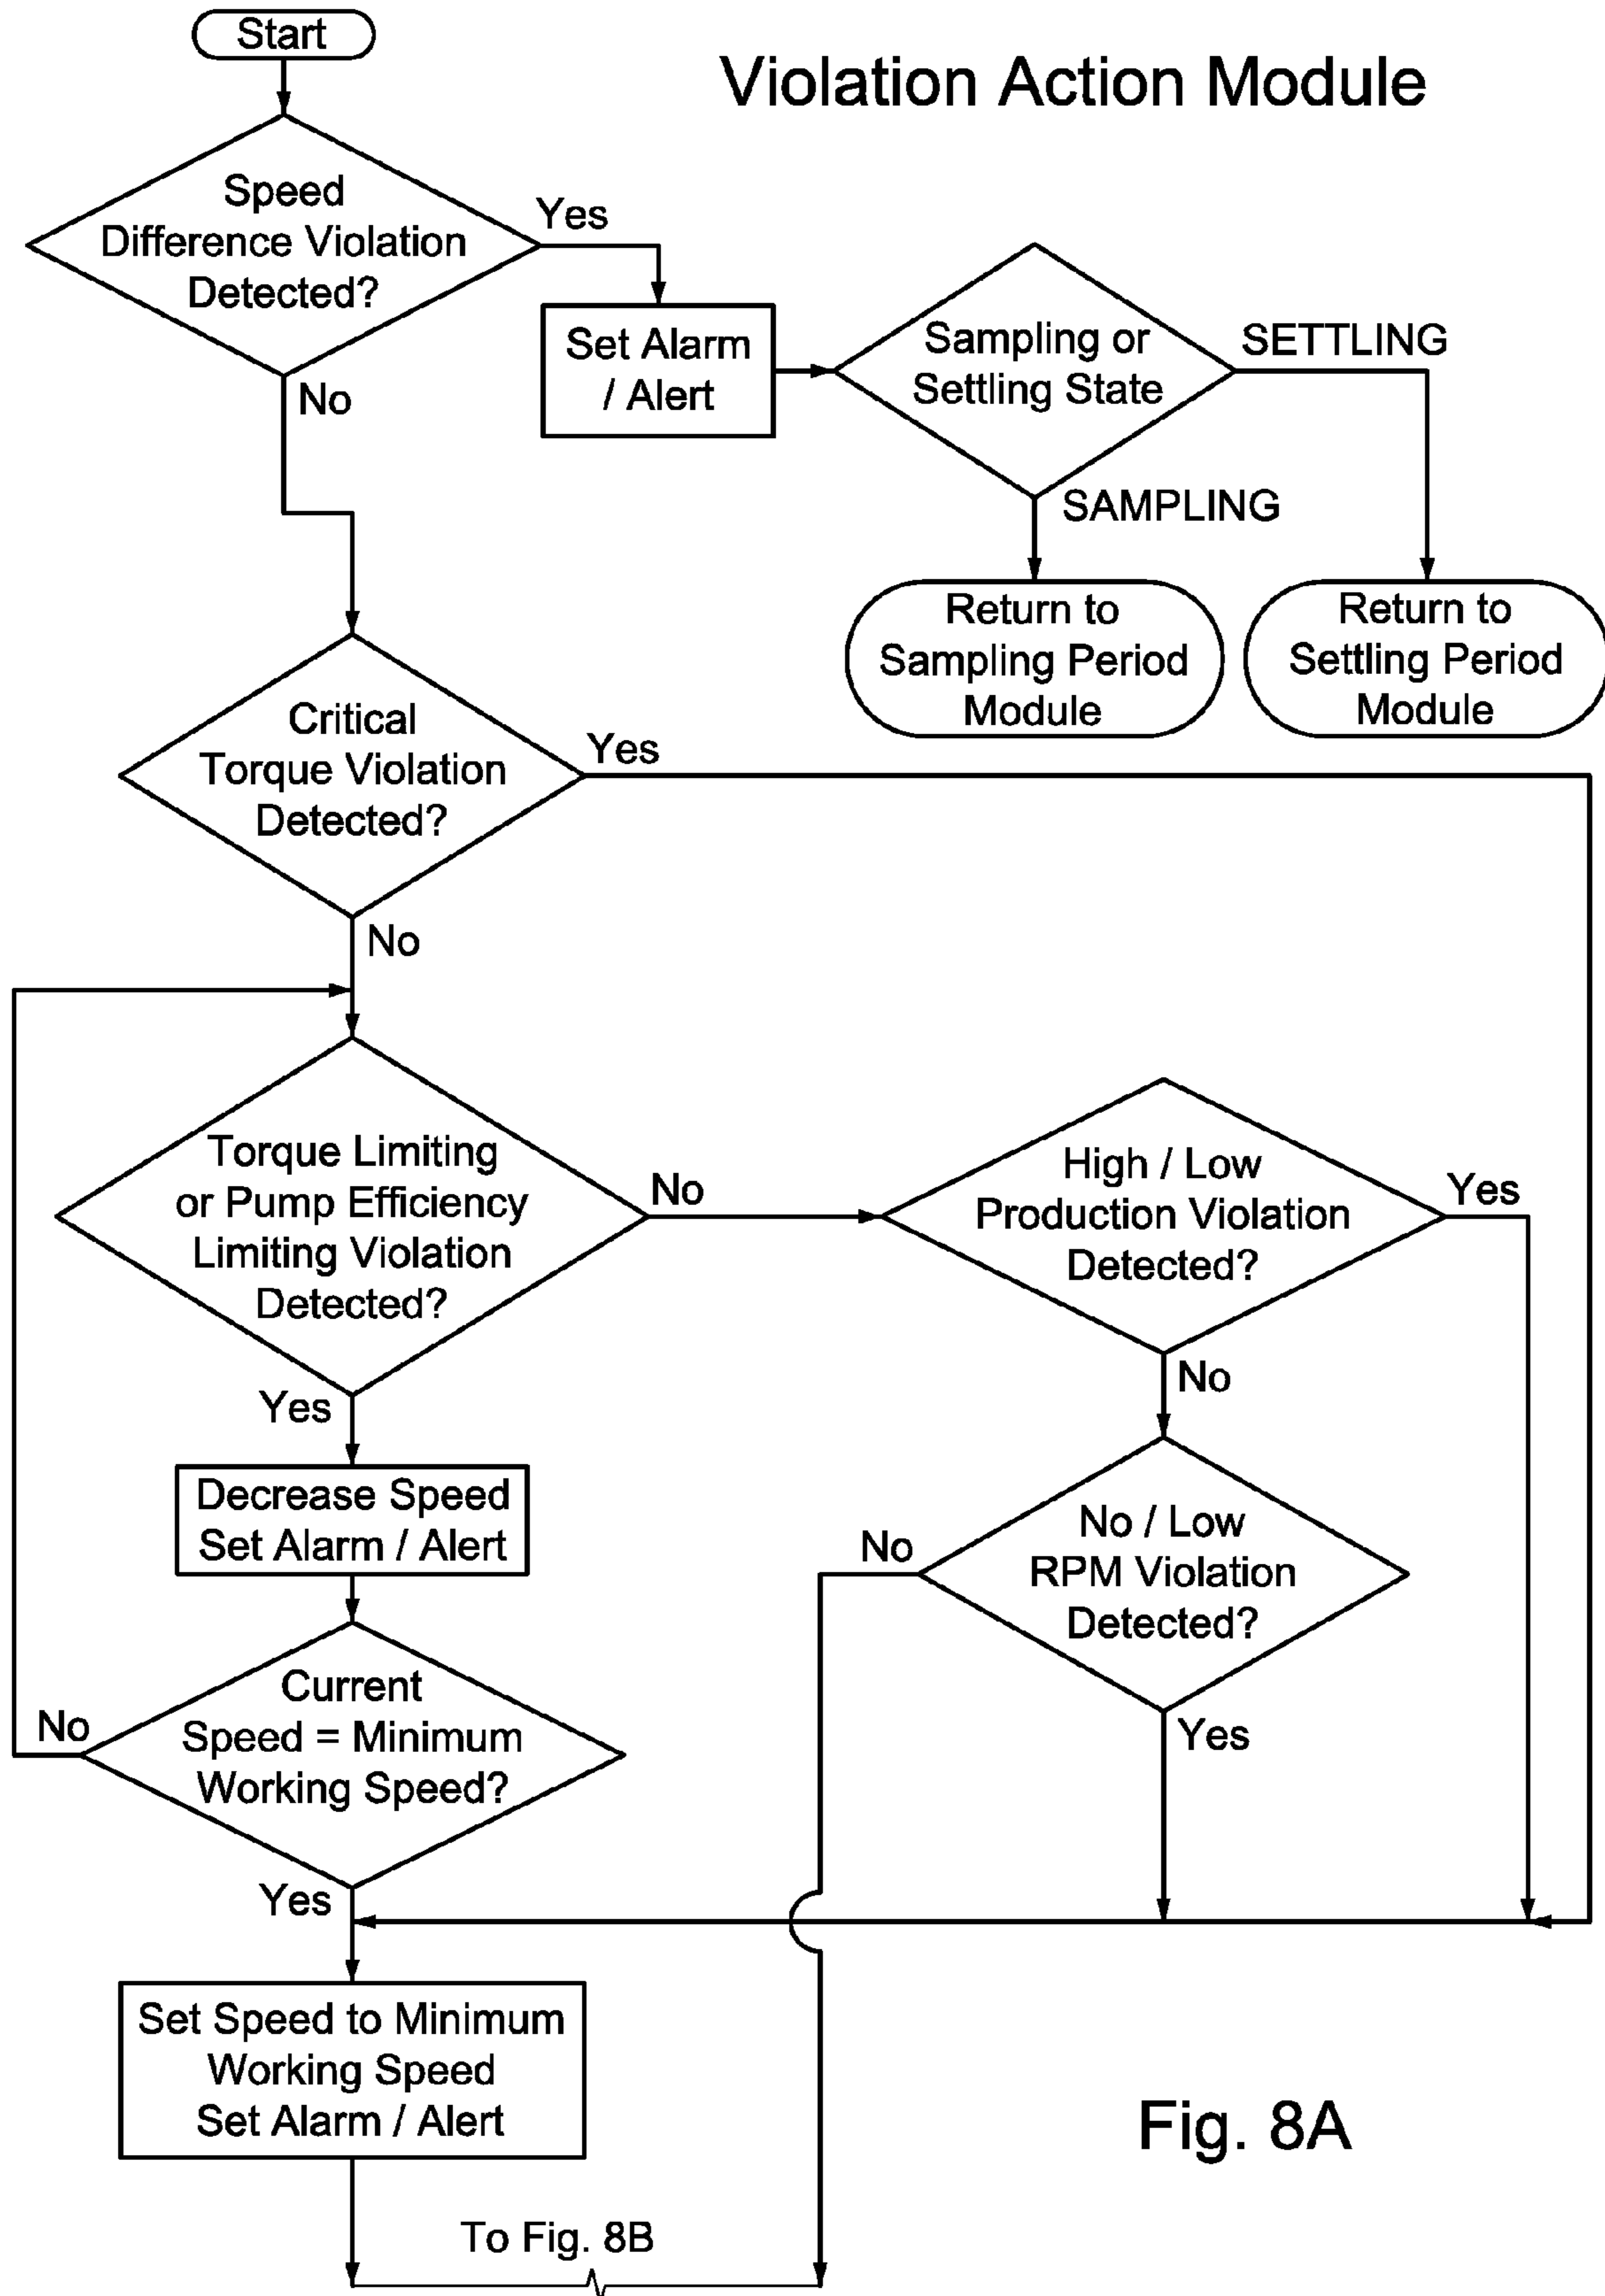 Start
Violation Action Module
Speed
Difference Violation
Detected?
Yes
No
Set Alarm
/ Alert
Sampling or
Settling State
SETTLING
SAMPLING
Return to
Sampling Period
Module
Return to
Settling Period
Module
Critical
Torque Violation
Detected?
Yes
No
Torque Limiting
or Pump Efficiency
Limiting Violation
Detected?
No
Yes
High / Low
Production Violation
Detected?
Yes
No
Decrease Speed
Set Alarm / Alert
No / Low
RPM Violation
Detected?
No
Yes
Current
Speed = Minimum
Working Speed?
No
Yes
Set Speed to Minimum
Working Speed
Set Alarm / Alert
Fig. 8A
To Fig. 8B